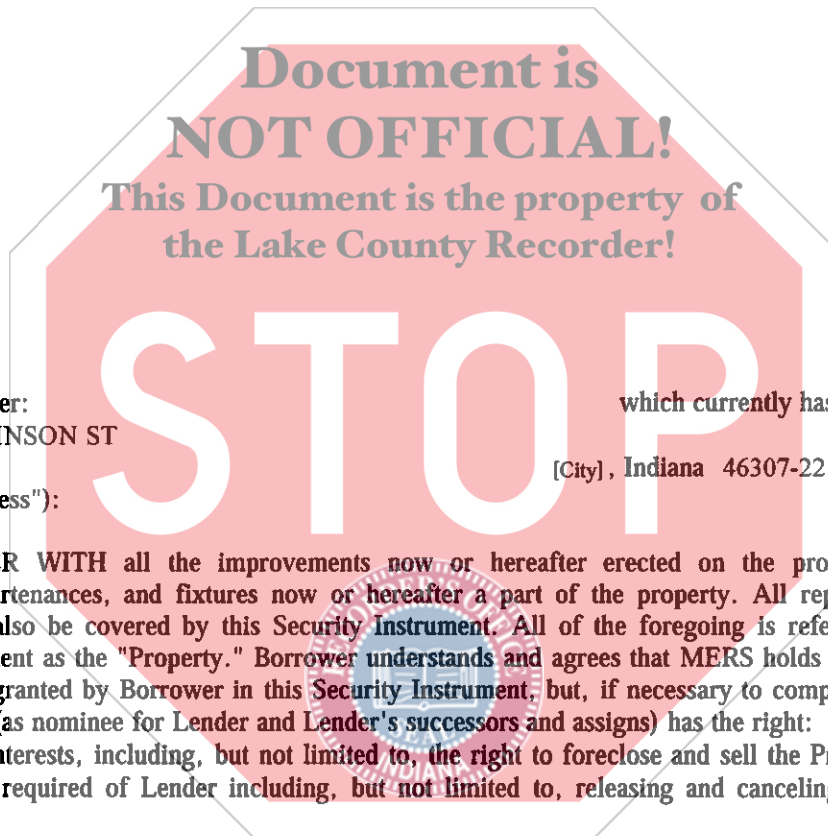 Document is
NOT OFFICIAL!
This Document is the property of
the Lake County Recorder!
STOP
er: which currently has
INSON ST
[City], Indiana 46307-22
ess"):
R WITH all the improvements now or hereafter erected on the pro
rtenances, and fixtures now or hereafter a part of the property. All rep
also be covered by this Security Instrument. All of the foregoing is refe
ent as the "Property." Borrower understands and agrees that MERS holds
granted by Borrower in this Security Instrument, but, if necessary to comp
(as nominee for Lender and Lender's successors and assigns) has the right:
nterests, including, but not limited to, the right to foreclose and sell the Pr
required of Lender including, but not limited to, releasing and canceling
RECORDER'S OFFICE
SEAL
INDIANA